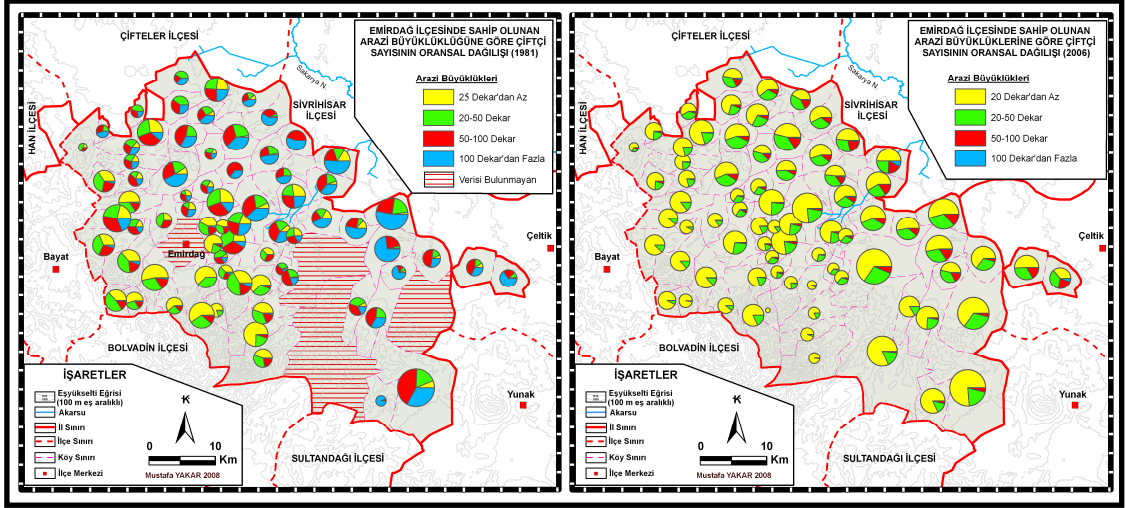 EMİRDAĞ İLÇESİNDE SAHİP OLUNAN
ARAZİ BÜYÜKLÜKLÜĞÜNE GÖRE ÇİFTÇİ
SAYISININ ORANSAL DAĞILIŞI (1981)
Arazi Büyüklükleri
25 Dekar'dan Az
20-50 Dekar
50-100 Dekar
100 Dekar'dan Fazla
Verisi Bulunmayan
ÇİFTELER İLÇESİ
Sakarya N.
SİVRİHİSAR
İLÇESİ
HAN İLÇESİ
Emirdağ
Bayat
Çeltik
BOLVADİN İLÇESİ
Yunak
SULTANDAĞI İLÇESİ
İŞARETLER
Eşyükselti Eğrisi
(100 m eş aralıklı)
Akarsu
İl Sınırı
İlçe Sınırı
Köy Sınırı
İlçe Merkezi
K
0 10
Km
Mustafa YAKAR 2008
EMİRDAĞ İLÇESİNDE SAHİP OLUNAN
ARAZİ BÜYÜKLÜKLERİNE GÖRE ÇİFTÇİ
SAYISININ ORANSAL DAĞILIŞI (2006)
Arazi Büyüklükleri
20 Dekar'dan Az
20-50 Dekar
50-100 Dekar
100 Dekar'dan Fazla
ÇİFTELER İLÇESİ
Sakarya N.
SİVRİHİSAR
İLÇESİ
HAN İLÇESİ
Bayat
Çeltik
BOLVADİN İLÇESİ
Yunak
SULTANDAĞI İLÇESİ
İŞARETLER
Eşyükselti Eğrisi
(100 m eş aralıklı)
Akarsu
İl Sınırı
İlçe Sınırı
Köy Sınırı
İlçe Merkezi
K
0 10
Km
Mustafa YAKAR 2008